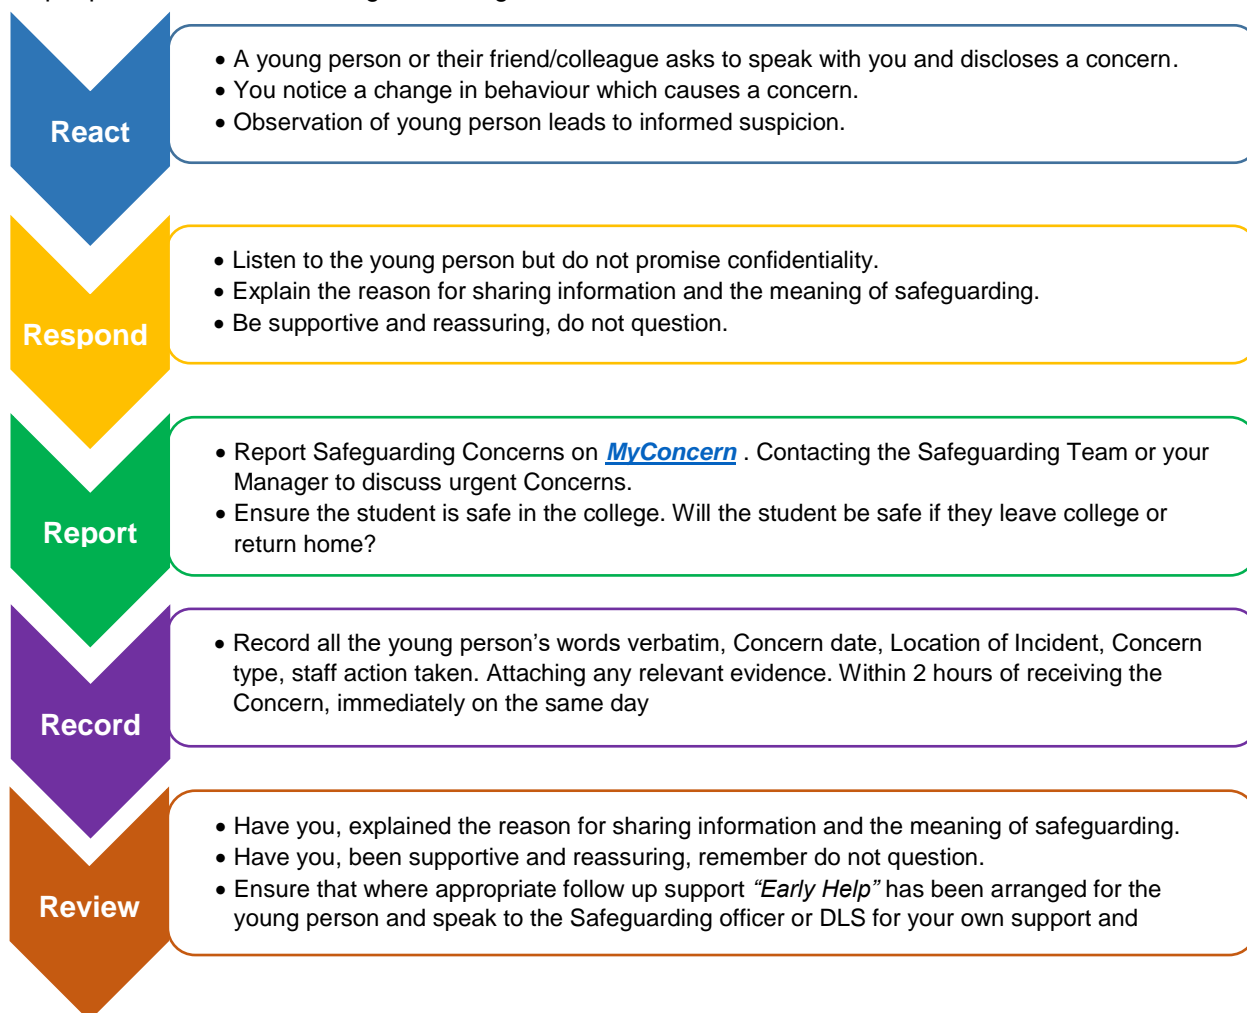 React
• A young person or their friend/colleague asks to speak with you and discloses a concern.
• You notice a change in behaviour which causes a concern.
• Observation of young person leads to informed suspicion.
Respond
• Listen to the young person but do not promise confidentiality.
• Explain the reason for sharing information and the meaning of safeguarding.
• Be supportive and reassuring, do not question.
Report
• Report Safeguarding Concerns on MyConcern . Contacting the Safeguarding Team or your
Manager to discuss urgent Concerns.
• Ensure the student is safe in the college. Will the student be safe if they leave college or
return home?
Record
• Record all the young person’s words verbatim, Concern date, Location of Incident, Concern
type, staff action taken. Attaching any relevant evidence. Within 2 hours of receiving the
Concern, immediately on the same day
Review
• Have you, explained the reason for sharing information and the meaning of safeguarding.
• Have you, been supportive and reassuring, remember do not question.
• Ensure that where appropriate follow up support “Early Help” has been arranged for the
young person and speak to the Safeguarding officer or DLS for your own support and